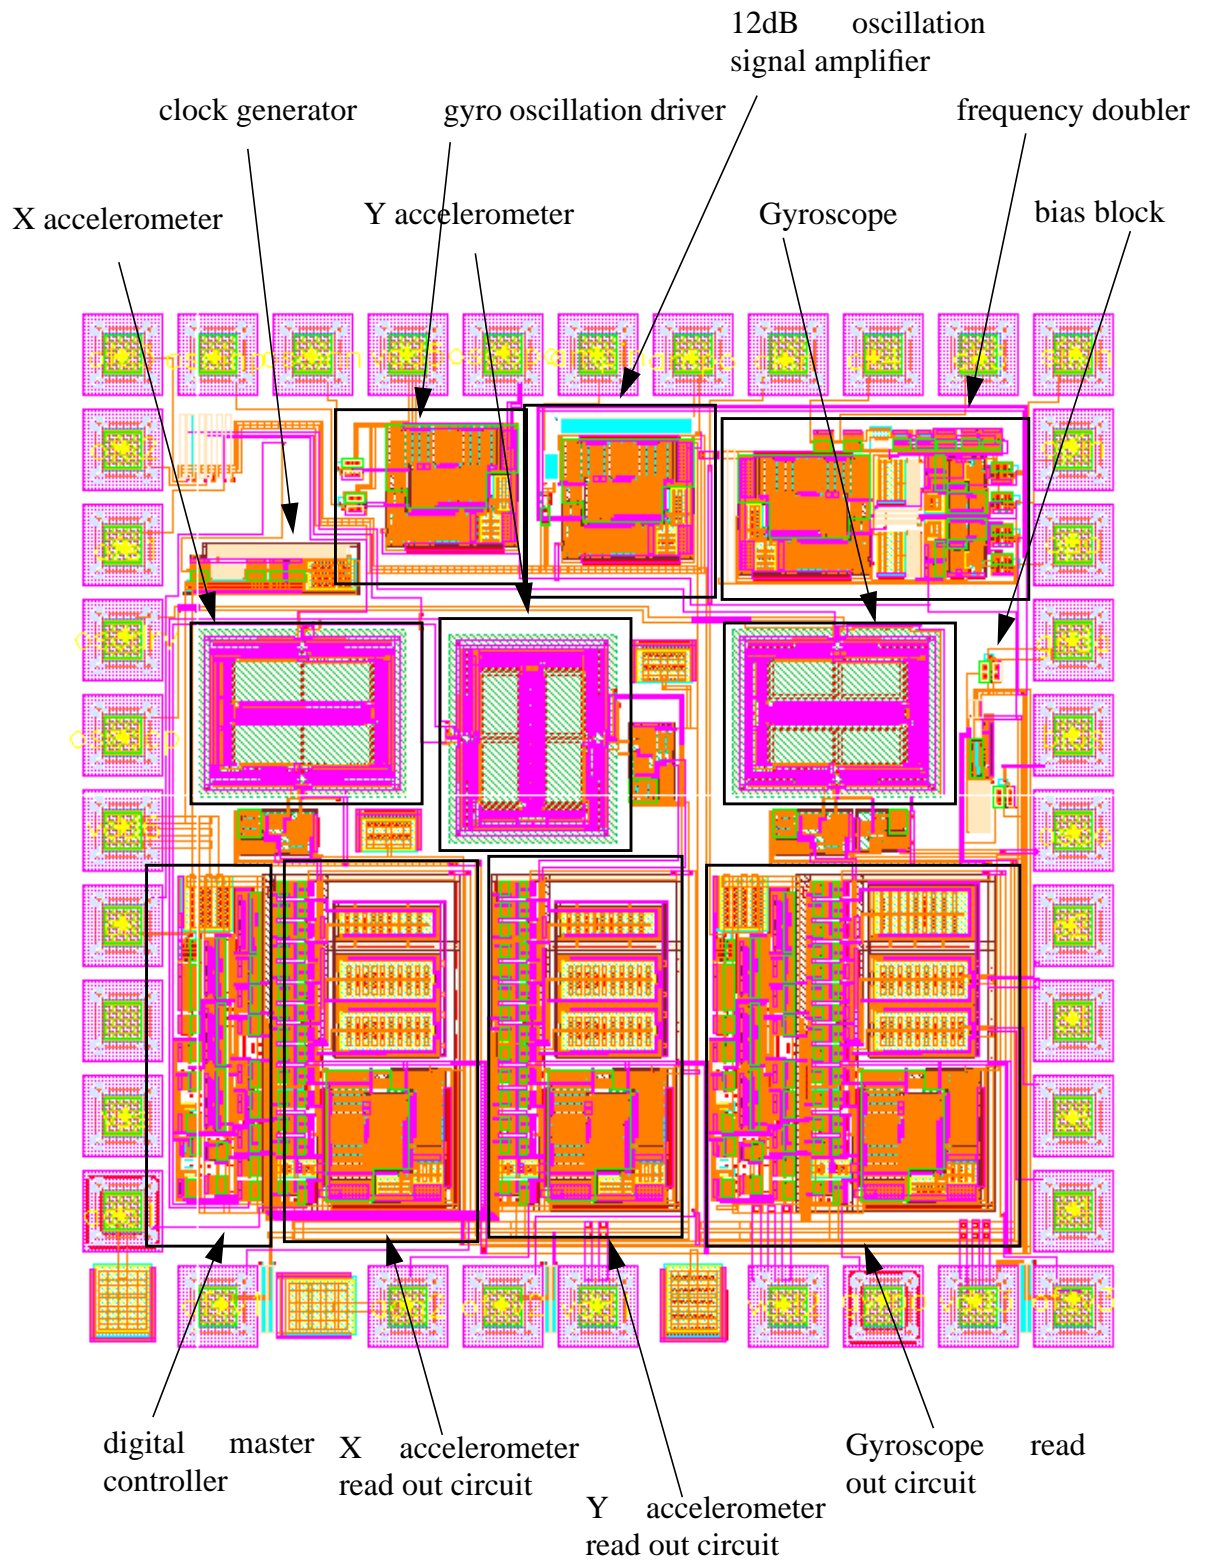 12dB oscillation
signal amplifier
clock generator
gyro oscillation driver
frequency doubler
X accelerometer
Y accelerometer
Gyroscope
bias block
digital master
controller
X accelerometer
read out circuit
Y accelerometer
read out circuit
Gyroscope read
out circuit